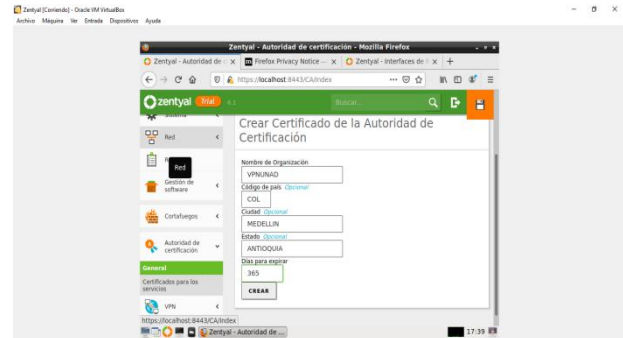 Zentyal [Corriendo] - Oracle VM VirtualBox
Archivo Máquina Ver Entrada Dispositivos Ayuda
Zentyal - Autoridad de certificación - Mozilla Firefox
Zentyal - Autoridad de c
Firefox Privacy Notice —
Zentyal - Interfaces de
https://localhost:8443/CA/Index
zentyal Trial 6.1
Buscar...
Sistema
Crear Certificado de la Autoridad de
Certificación
Red
Red
Nombre de Organización
VPNUNAD
Gestión de
software
Código de país Opcional
COL
Ciudad Opcional
Cortafuegos
MEDELLIN
Estado Opcional
Autoridad de
certificación
ANTIOQUIA
Días para expirar
365
General
Certificados para los
servicios
CREAR
VPN
https://localhost:8443/CA/Index
Zentyal - Autoridad de ...
17:39